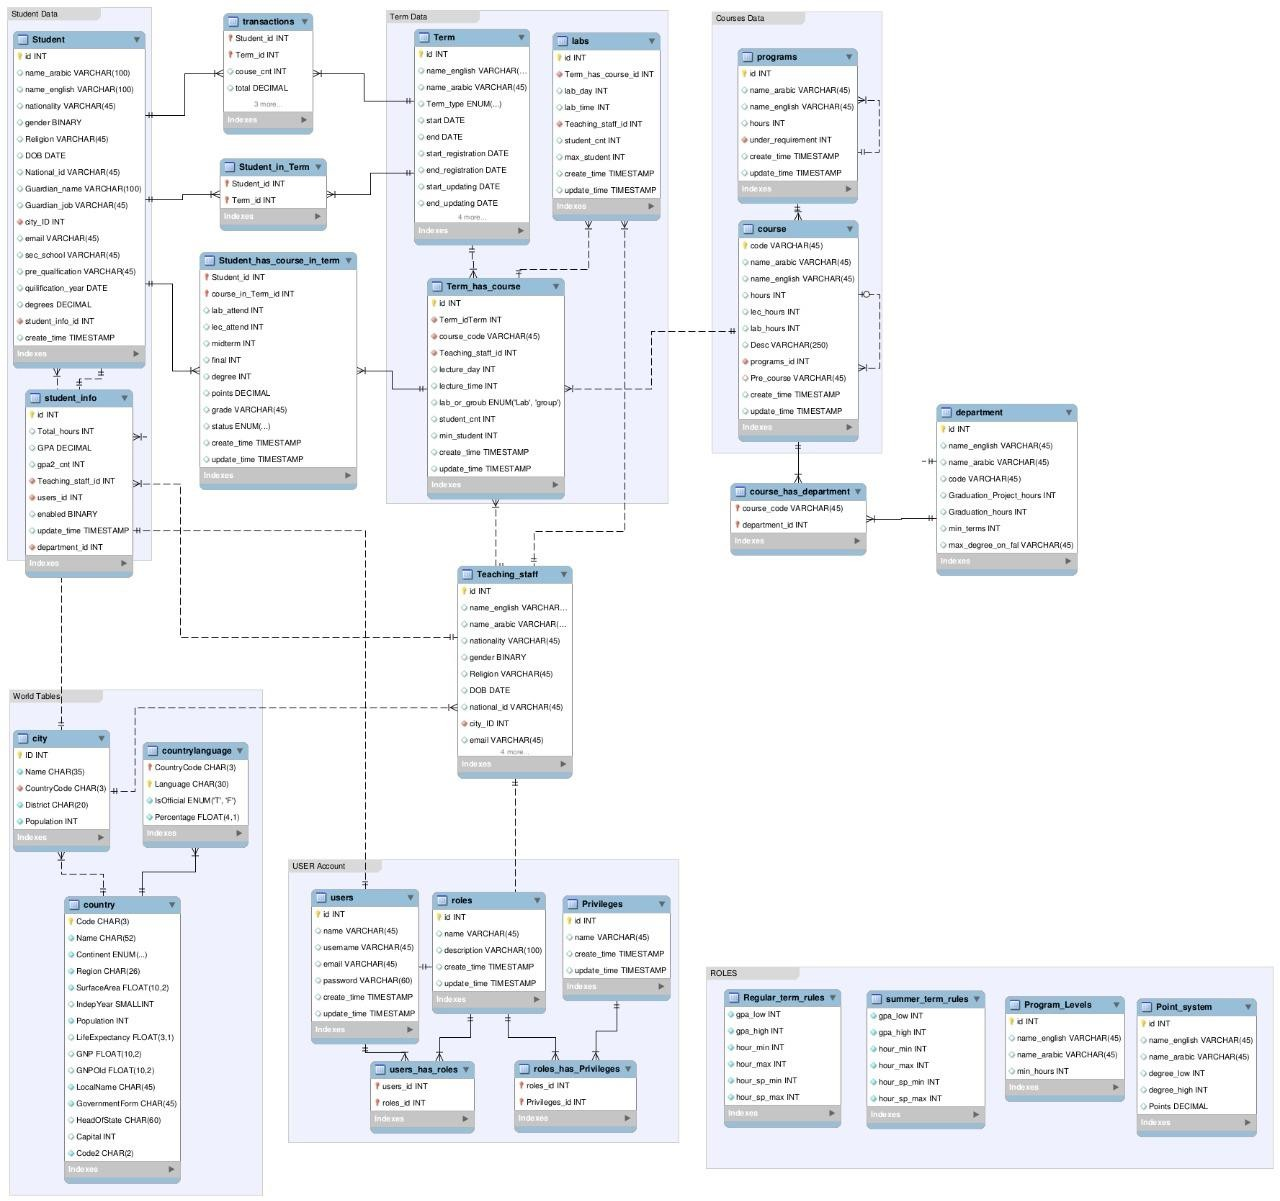 Student Data
Student
id INT
name_arabic VARCHAR(100)
name_english VARCHAR(100)
nationality VARCHAR(45)
gender BINARY
Religion VARCHAR(45)
DOB DATE
National_id VARCHAR(45)
Guardian_name VARCHAR(100)
Guardian_job VARCHAR(45)
city_ID INT
email VARCHAR(45)
sec_school VARCHAR(45)
pre_qualfication VARCHAR(45)
quilification_year DATE
degrees DECIMAL
student_info_id INT
create_time TIMESTAMP
Indexes
student_info
id INT
Total_hours INT
GPA DECIMAL
gpa2_cnt INT
Teaching_staff_id INT
users_id INT
enabled BINARY
update_time TIMESTAMP
department_id INT
Indexes
transactions
Student_id INT
Term_id INT
couse_cnt INT
total DECIMAL
3 more...
Indexes
Student_in_Term
Student_id INT
Term_id INT
Indexes
Student_has_course_in_term
Student_id INT
course_in_Term_id INT
lab_attend INT
lec_attend INT
midterm INT
final INT
degree INT
points DECIMAL
grade VARCHAR(45)
status ENUM(...)
create_time TIMESTAMP
update_time TIMESTAMP
Indexes
Term Data
Term
id INT
name_english VARCHAR(...
name_arabic VARCHAR(45)
Term_type ENUM(...)
start DATE
end DATE
start_registration DATE
end_registration DATE
start_updating DATE
end_updating DATE
4 more...
Indexes
labs
id INT
Term_has_course_id INT
lab_day INT
lab_time INT
Teaching_staff_id INT
student_cnt INT
max_student INT
create_time TIMESTAMP
update_time TIMESTAMP
Indexes
Term_has_course
id INT
Term_idTerm INT
course_code VARCHAR(45)
Teaching_staff_id INT
lecture_day INT
lecture_time INT
lab_or_groub ENUM('Lab', 'group')
student_cnt INT
min_student INT
create_time TIMESTAMP
update_time TIMESTAMP
Indexes
Courses Data
programs
id INT
name_arabic VARCHAR(45)
name_english VARCHAR(45)
hours INT
under_requirement INT
create_time TIMESTAMP
update_time TIMESTAMP
Indexes
course
code VARCHAR(45)
name_arabic VARCHAR(45)
name_english VARCHAR(45)
hours INT
lec_hours INT
lab_hours INT
Desc VARCHAR(250)
programs_id INT
Pre_course VARCHAR(45)
create_time TIMESTAMP
update_time TIMESTAMP
Indexes
course_has_department
course_code VARCHAR(45)
department_id INT
Indexes
department
id INT
name_english VARCHAR(45)
name_arabic VARCHAR(45)
code VARCHAR(45)
Graduation_Project_hours INT
Graduation_hours INT
min_terms INT
max_degree_on_fal VARCHAR(45)
Indexes
Teaching_staff
id INT
name_english VARCHAR...
name_arabic VARCHAR(...
nationality VARCHAR(45)
gender BINARY
Religion VARCHAR(45)
DOB DATE
national_id VARCHAR(45)
city_ID INT
email VARCHAR(45)
4 more...
Indexes
World Tables
city
ID INT
Name CHAR(35)
CountryCode CHAR(3)
District CHAR(20)
Population INT
Indexes
countrylanguage
CountryCode CHAR(3)
Language CHAR(30)
IsOfficial ENUM('T', 'F')
Percentage FLOAT(4,1)
Indexes
country
Code CHAR(3)
Name CHAR(52)
Continent ENUM(...)
Region CHAR(26)
SurfaceArea FLOAT(10,2)
IndepYear SMALLINT
Population INT
LifeExpectancy FLOAT(3,1)
GNP FLOAT(10,2)
GNPOld FLOAT(10,2)
LocalName CHAR(45)
GovernmentForm CHAR(45)
HeadOfState CHAR(60)
Capital INT
Code2 CHAR(2)
Indexes
USER Account
users
id INT
name VARCHAR(45)
username VARCHAR(45)
email VARCHAR(45)
password VARCHAR(60)
create_time TIMESTAMP
update_time TIMESTAMP
Indexes
roles
id INT
name VARCHAR(45)
description VARCHAR(100)
create_time TIMESTAMP
update_time TIMESTAMP
Indexes
Privileges
id INT
name VARCHAR(45)
create_time TIMESTAMP
update_time TIMESTAMP
Indexes
users_has_roles
users_id INT
roles_id INT
Indexes
roles_has_Privileges
roles_id INT
Privileges_id INT
Indexes
ROLES
Regular_term_rules
gpa_low INT
gpa_high INT
hour_min INT
hour_max INT
hour_sp_min INT
hour_sp_max INT
Indexes
summer_term_rules
gpa_low INT
gpa_high INT
hour_min INT
hour_max INT
hour_sp_min INT
hour_sp_max INT
Indexes
Program_Levels
id INT
name_english VARCHAR(45)
name_arabic VARCHAR(45)
min_hours INT
Indexes
Point_system
id INT
name_english VARCHAR(45)
name_arabic VARCHAR(45)
degree_low INT
degree_high INT
Points DECIMAL
Indexes